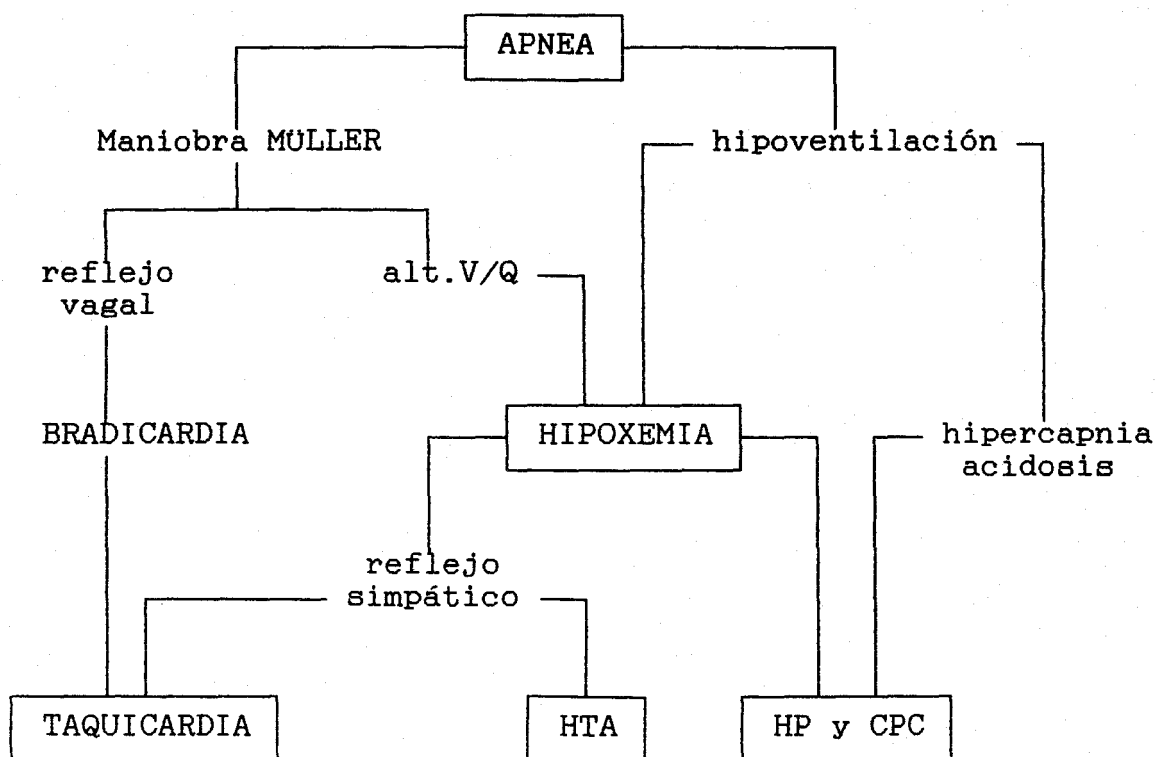 APNEA
Maniobra MÜLLER
hipoventilación
reflejo
vagal
alt.V/Q
BRADICARDIA
HIPOXEMIA
hipercapnia
acidosis
reflejo
simpático
TAQUICARDIA
HTA
HP y CPC